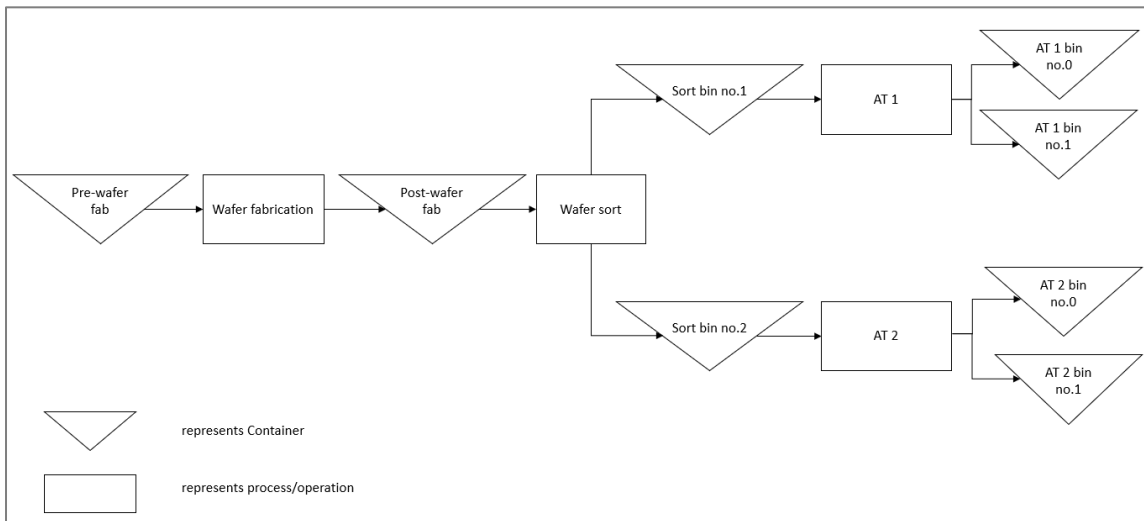 AT 1 bin
no.0
Sort bin no.1
AT 1
AT 1 bin
no.1
Pre-wafer
fab
Wafer fabrication
Post-wafer
fab
Wafer sort
AT 2 bin
no.0
Sort bin no.2
AT 2
AT 2 bin
no.1
represents Container
represents process/operation